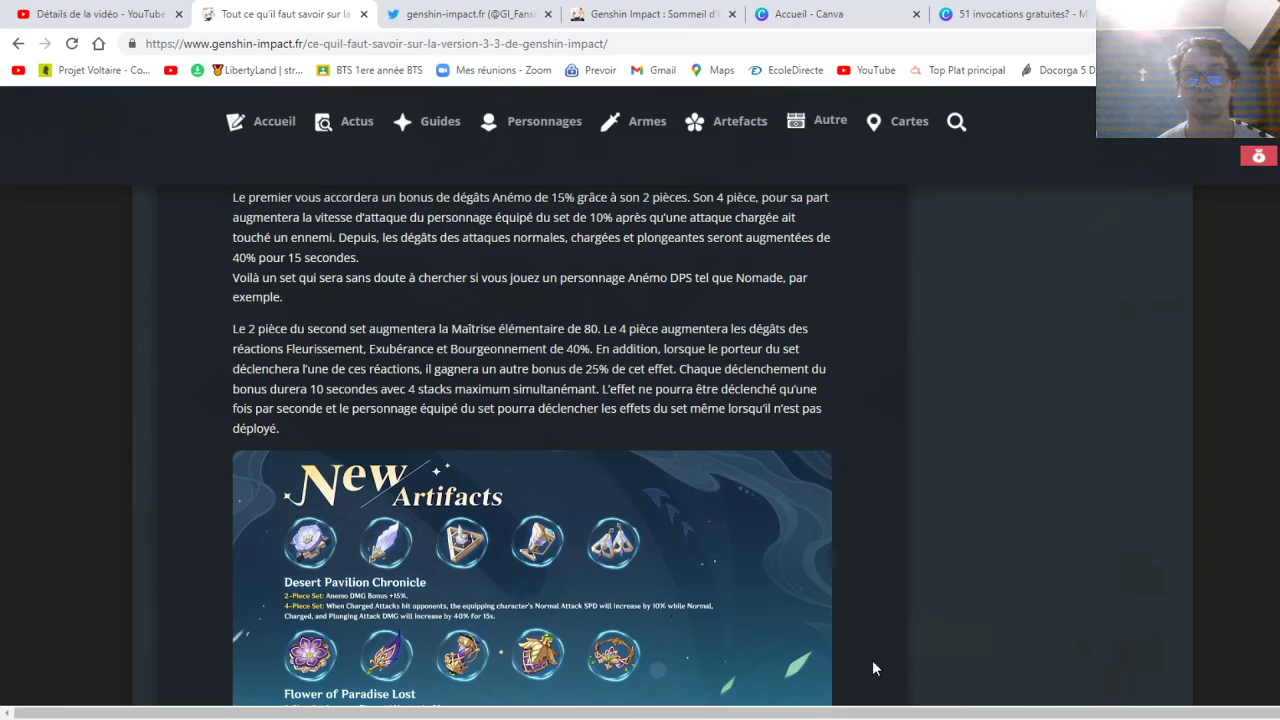 Détails de la vidéo - YouTube
Tout ce qu'il faut savoir sur la
twitter genshin-impact.fr (@GI_Fans
Genshin Impact : Sommeil d'
Accueil - Canva
51 invocations gratuites? - M
https://www.genshin-impact.fr/ce-quil-faut-savoir-sur-la-version-3-3-de-genshin-impact/
Projet Voltaire - Co...
LibertyLand | str...
BTS 1ere année BTS
Mes réunions - Zoom
Prevoir
Gmail
Maps
EcoleDirecte
YouTube
Top Plat principal
Docorga 5 D
Accueil
Actus
Guides
Personnages
Armes
Artefacts
Autre
Cartes
Le premier vous accordera un bonus de dégâts Anémo de 15% grâce à son 2 pièces. Son 4 pièce, pour sa part
augmentera la vitesse d'attaque du personnage équipé du set de 10% après qu'une attaque chargée ait
touché un ennemi. Depuis, les dégâts des attaques normales, chargées et plongeantes seront augmentées de
40% pour 15 secondes.
Voilà un set qui sera sans doute à chercher si vous jouez un personnage Anémo DPS tel que Nomade, par
exemple.
Le 2 pièce du second set augmentera la Maîtrise élémentaire de 80. Le 4 pièce augmentera les dégâts des
réactions Fleurissement, Exubérance et Bourgeonnement de 40%. En addition, lorsque le porteur du set
déclenchera l'une de ces réactions, il gagnera un autre bonus de 25% de cet effet. Chaque déclenchement du
bonus durera 10 secondes avec 4 stacks maximum simultanémant. L'effet ne pourra être déclenché qu'une
fois par seconde et le personnage équipé du set pourra déclencher les effets du set même lorsqu'il n'est pas
déployé.
New
Artifacts
Desert Pavilion Chronicle
2-Piece Set: Anemo DMG Bonus +15%.
4-Piece Set: When Charged Attacks hit opponents, the equipping character's Normal Attack SPD will increase by 10% while Normal,
Charged, and Plunging Attack DMG will increase by 40% for 15s.
Flower of Paradise Lost